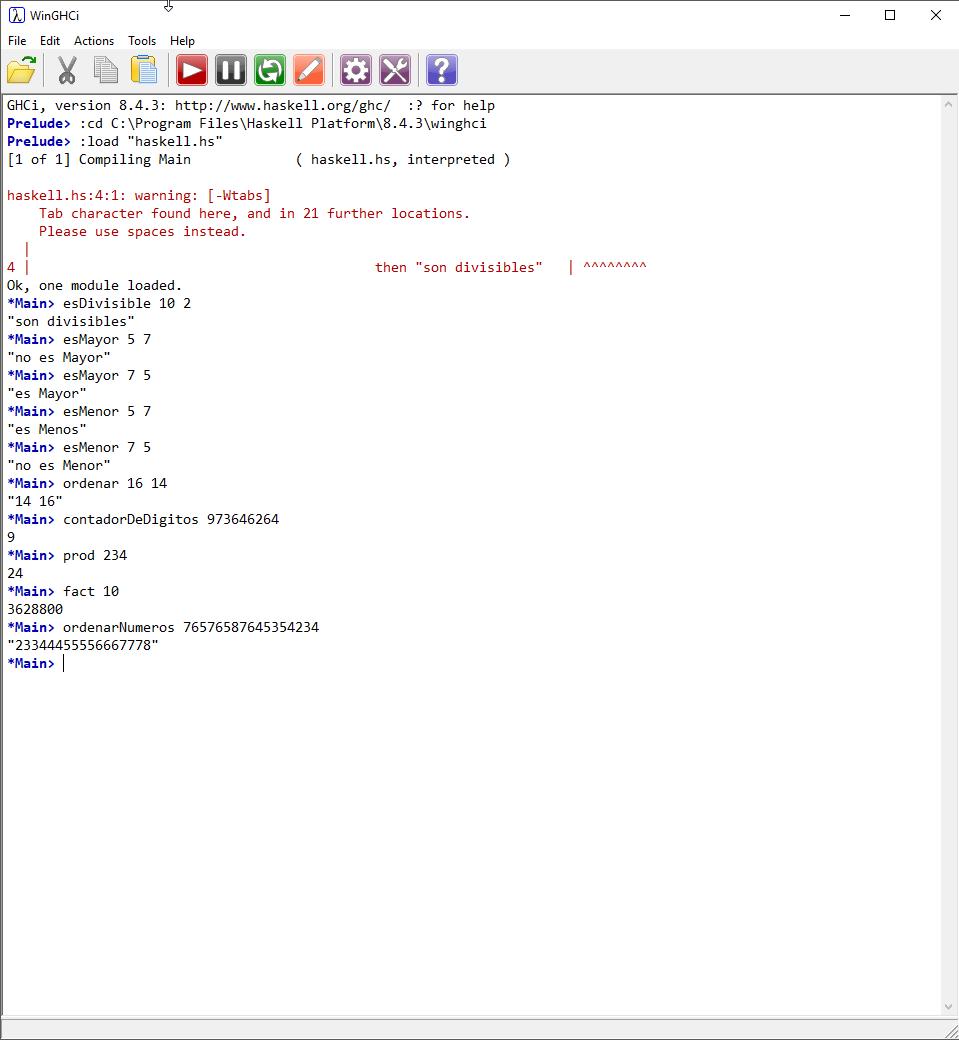 WinGHCi
File Edit Actions Tools Help
GHCi, version 8.4.3: http://www.haskell.org/ghc/  :? for help
Prelude> :cd C:\Program Files\Haskell Platform\8.4.3\winghci
Prelude> :load "haskell.hs"
[1 of 1] Compiling Main             ( haskell.hs, interpreted )
haskell.hs:4:1: warning: [-Wtabs]
    Tab character found here, and in 21 further locations.
    Please use spaces instead.
  |
4 |                                           then "son divisibles"   | ^^^^^^^^
Ok, one module loaded.
*Main> esDivisible 10 2
"son divisibles"
*Main> esMayor 5 7
"no es Mayor"
*Main> esMayor 7 5
"es Mayor"
*Main> esMenor 5 7
"es Menos"
*Main> esMenor 7 5
"no es Menor"
*Main> ordenar 16 14
"14 16"
*Main> contadorDeDigitos 973646264
9
*Main> prod 234
24
*Main> fact 10
3628800
*Main> ordenarNumeros 76576587645354234
"23344455556667778"
*Main>